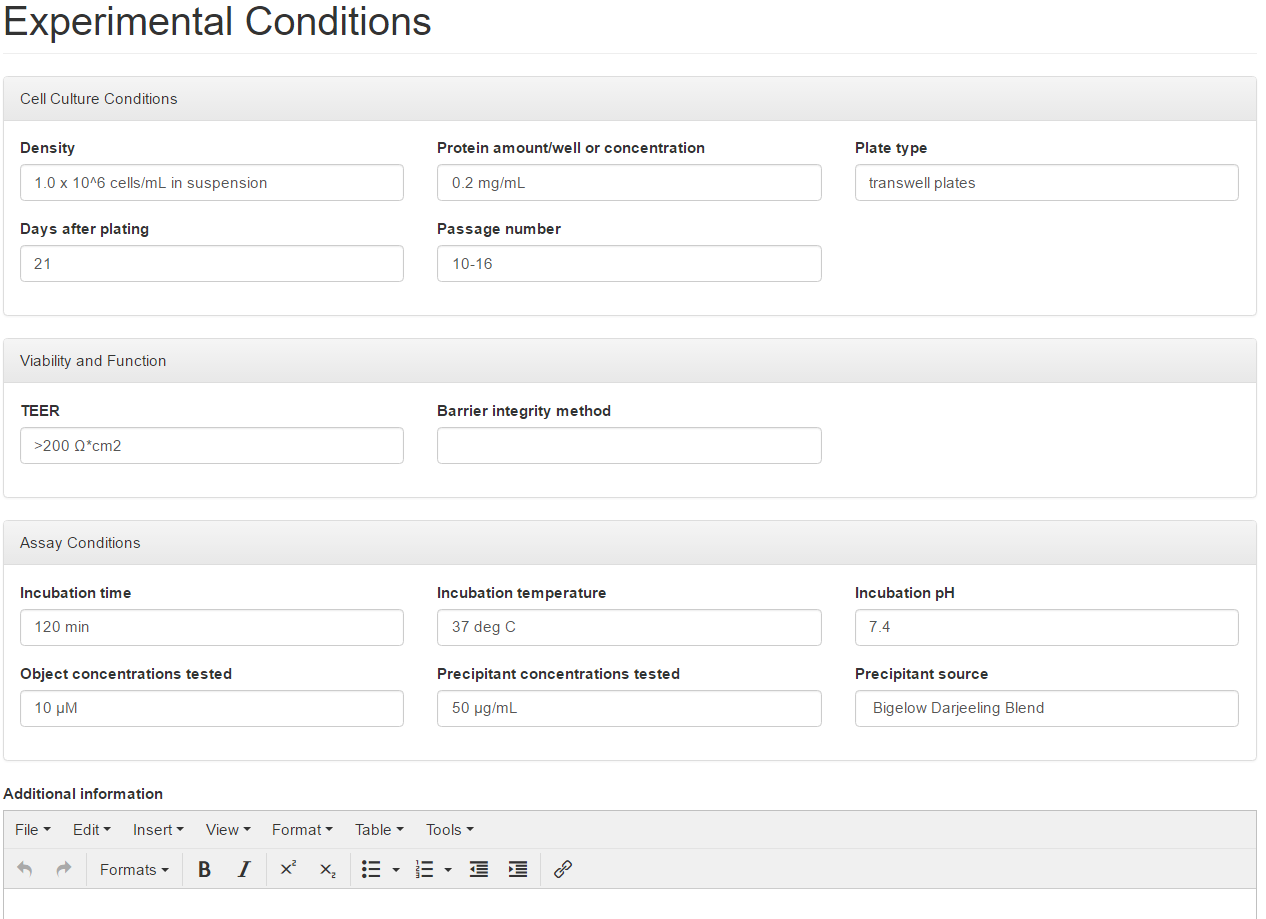 Experimental Conditions
Cell Culture Conditions
Density Protein amount/well or concentration Plate type
1.0 x 10^6 cells/mL in suspension 0.2 mg/mL transwell plates
Days after plating Passage number
21 10-16
Viability and Function
TEER Barrier integrity method
>200 Ω*cm2
Assay Conditions
Incubation time Incubation temperature Incubation pH
120 min 37 deg C 7.4
Object concentrations tested Precipitant concentrations tested Precipitant source
10 µM 50 µg/mL Bigelow Darjeeling Blend
Additional information
File Edit Insert View Format Table Tools
Formats B I x² x₂